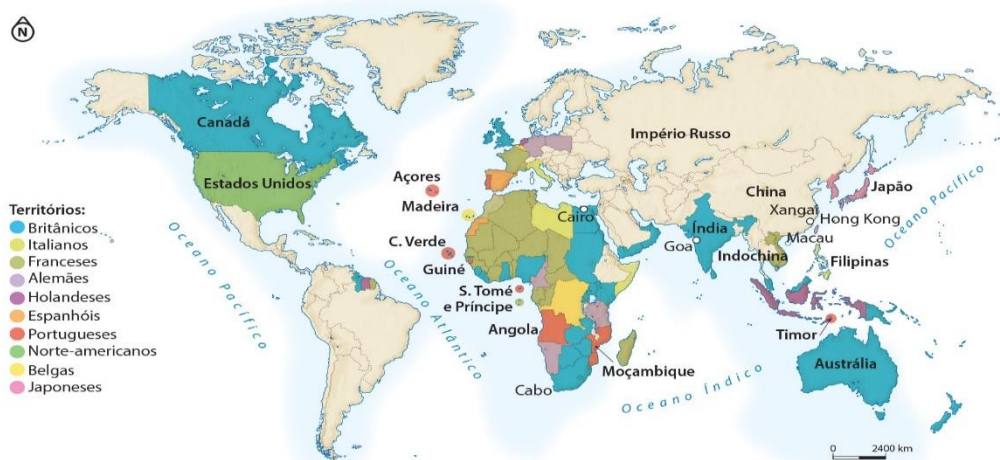 N
Canadá
Estados Unidos
Império Russo
Açores
Madeira
China
Japão
Xangai
Hong Kong
Cairo
Índia
Macau
Goa
Indochina
Filipinas
C. Verde
Guiné
S. Tomé
e Príncipe
Angola
Moçambique
Cabo
Timor
Austrália
Oceano Pacífico
Oceano Atlântico
Oceano Índico
Oceano Pacífico
Territórios:
Britânicos
Italianos
Franceses
Alemães
Holandeses
Espanhóis
Portugueses
Norte-americanos
Belgas
Japoneses
0 2400 km